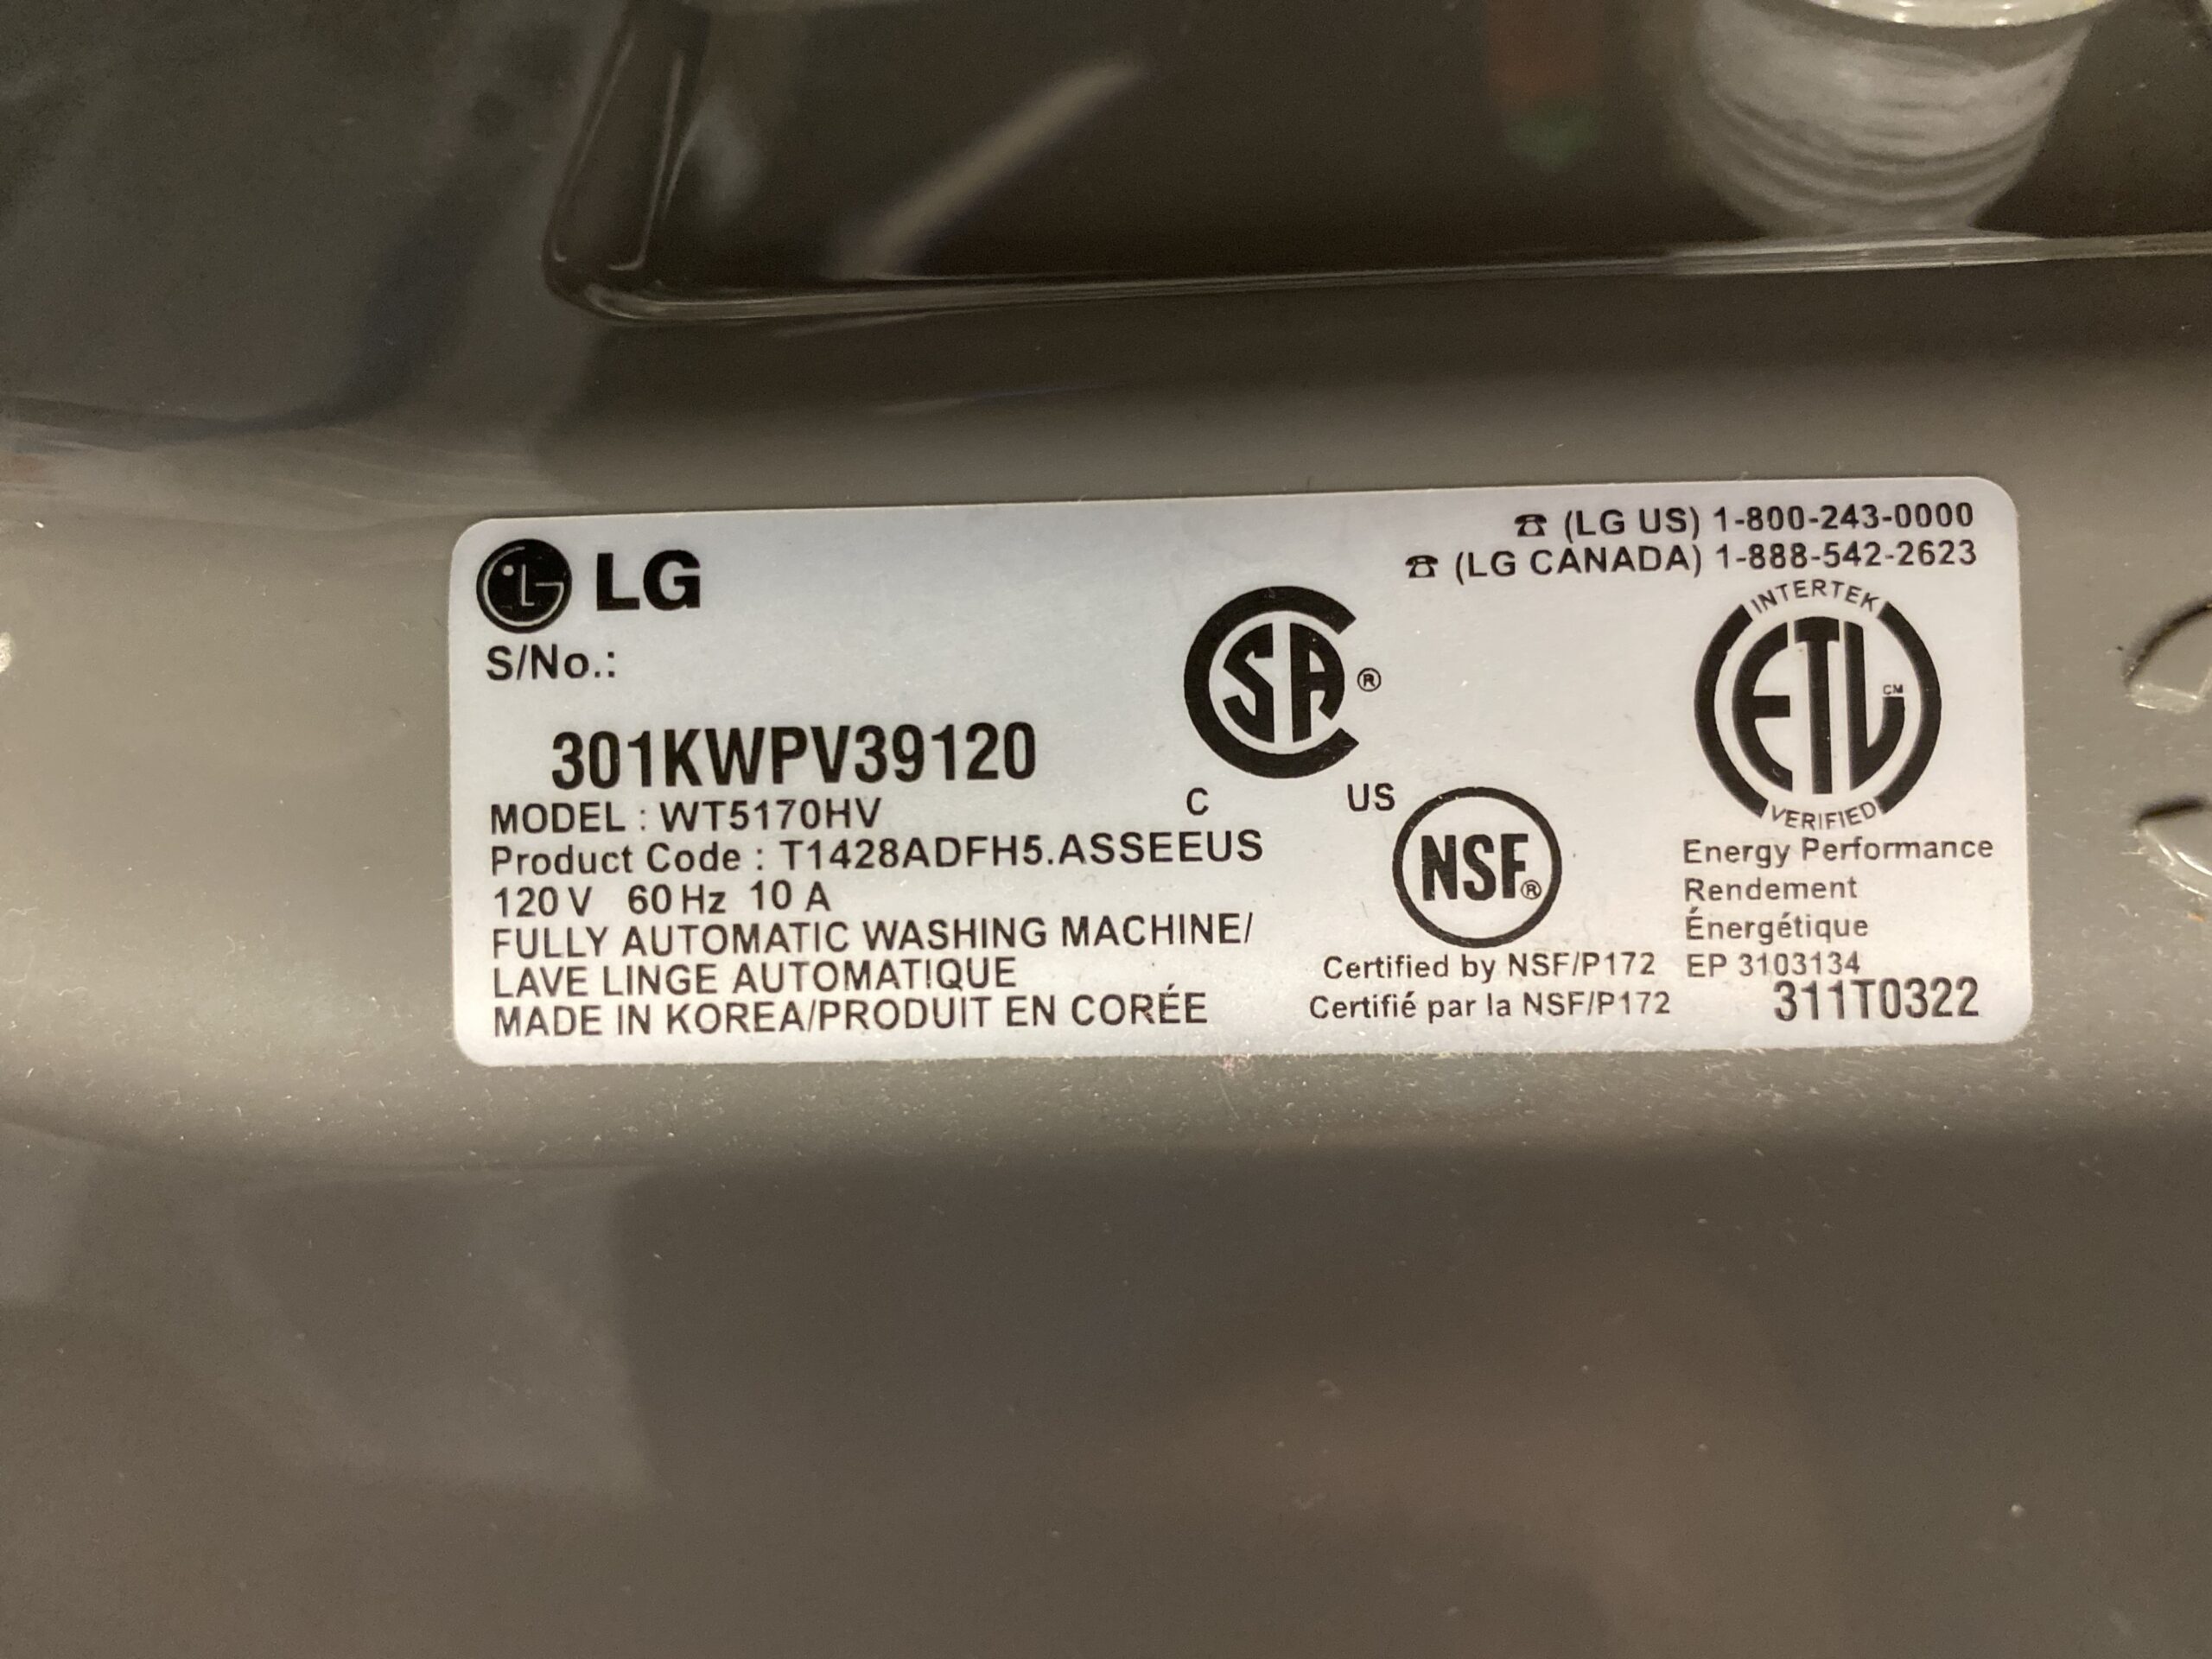 ☎ (LG US) 1-800-243-0000
☎ (LG CANADA) 1-888-542-2623
LG
S/No.:
301KWPV39120
MODEL : WT5170HV
Product Code : T1428ADFH5.ASSEEUS
120 V 60 Hz 10 A
FULLY AUTOMATIC WASHING MACHINE/
LAVE LINGE AUTOMATIQUE
MADE IN KOREA/PRODUIT EN CORÉE
SA®
C US
NSF®
Certified by NSF/P172
Certifié par la NSF/P172
INTERTEK
ETL CM
VERIFIED
Energy Performance
Rendement
Énergétique
EP 3103134
311T0322